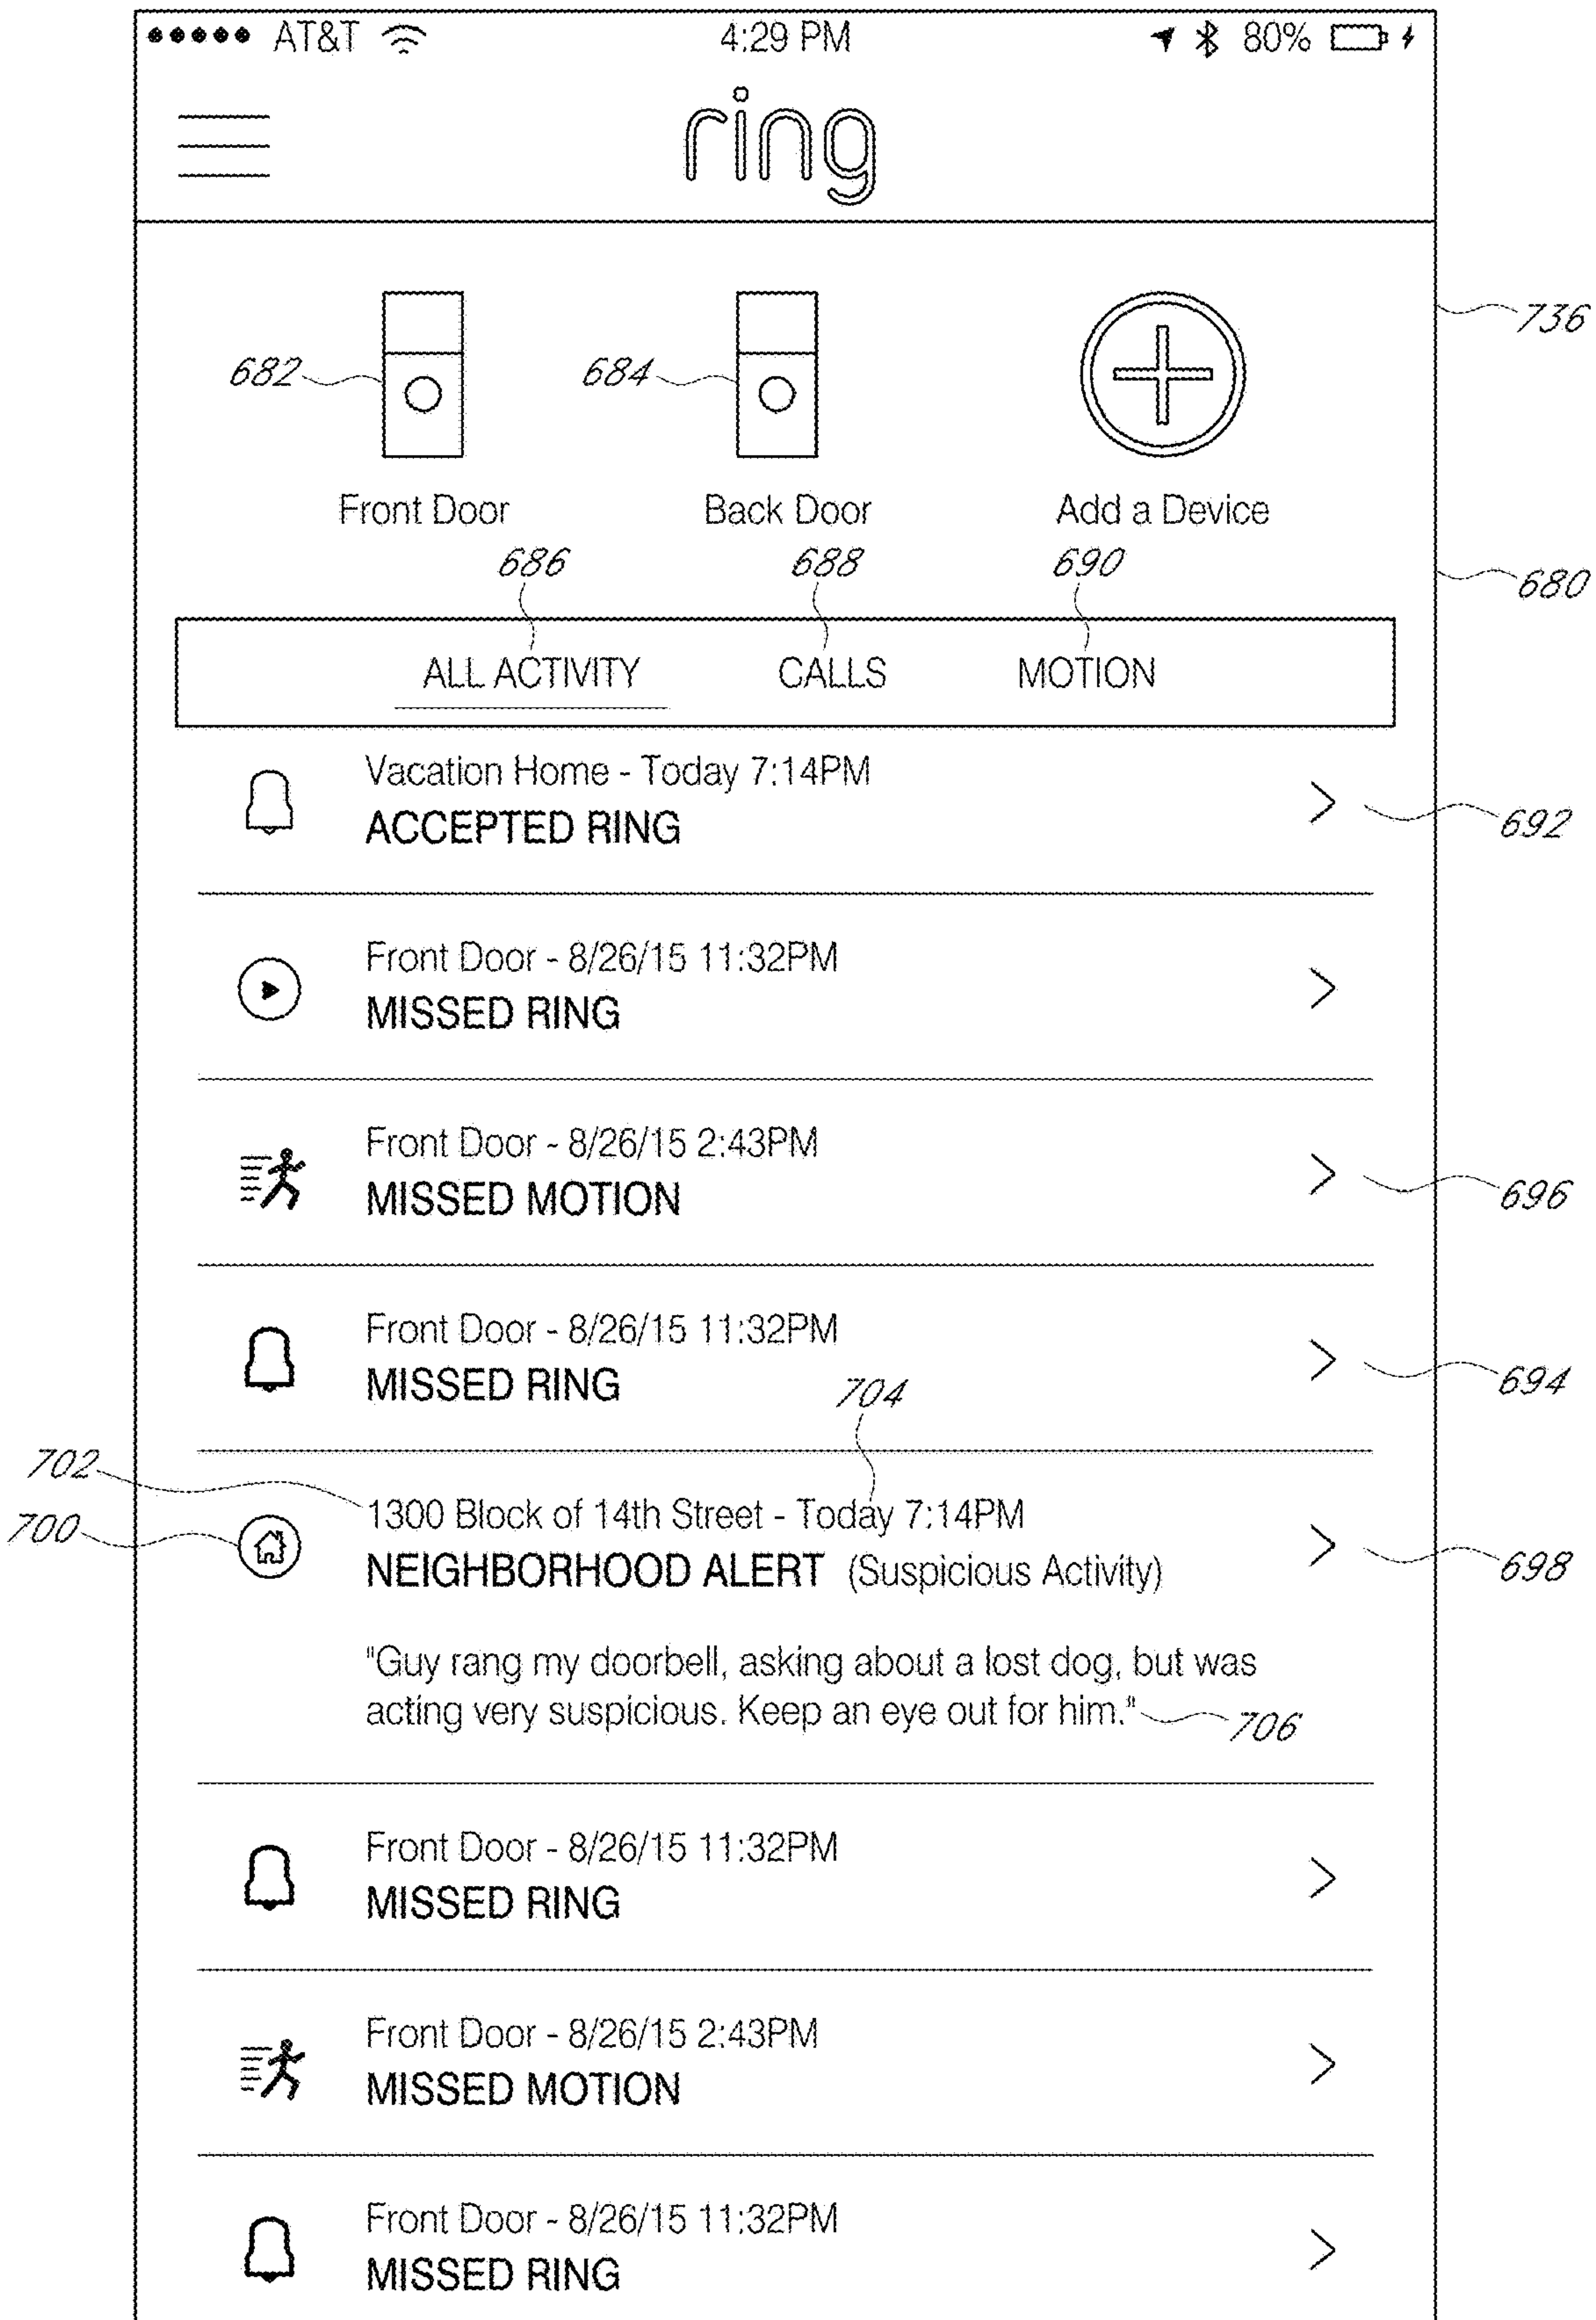 AT&T 4:29 PM 80%
ring
736
682 684
Front Door Back Door Add a Device
686 688 690
680
ALL ACTIVITY CALLS MOTION
Vacation Home - Today 7:14PM
ACCEPTED RING
692
Front Door - 8/26/15 11:32PM
MISSED RING
Front Door - 8/26/15 2:43PM
MISSED MOTION
696
Front Door - 8/26/15 11:32PM
MISSED RING
694
704
702
1300 Block of 14th Street - Today 7:14PM
700
NEIGHBORHOOD ALERT (Suspicious Activity)
698
"Guy rang my doorbell, asking about a lost dog, but was
acting very suspicious. Keep an eye out for him."
706
Front Door - 8/26/15 11:32PM
MISSED RING
Front Door - 8/26/15 2:43PM
MISSED MOTION
Front Door - 8/26/15 11:32PM
MISSED RING